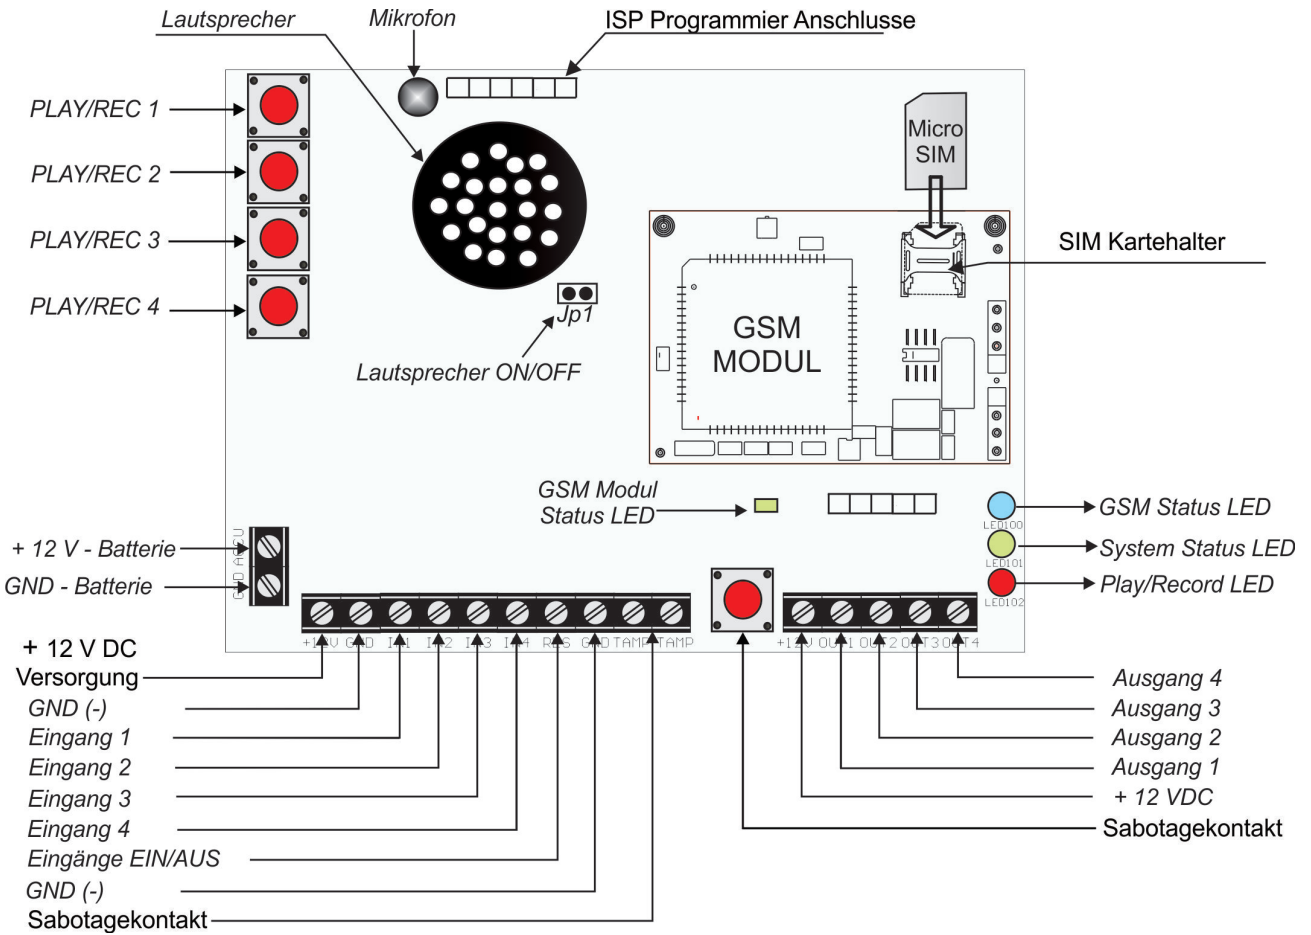 Lautsprecher
Mikrofon
ISP Programmier Anschlusse
PLAY/REC 1
PLAY/REC 2
PLAY/REC 3
PLAY/REC 4
Micro
SIM
SIM Kartehalter
Jp1
Lautsprecher ON/OFF
GSM
MODUL
GSM Modul
Status LED
GSM Status LED
LED100
System Status LED
LED101
Play/Record LED
LED102
+ 12 V - Batterie
GND - Batterie
GND ACCU
+12V GND IN1 IN2 IN3 IN4 RES GND TAMP TAMP
+12V OUT1 OUT2 OUT3 OUT4
+ 12 V DC
Versorgung
GND (-)
Eingang 1
Eingang 2
Eingang 3
Eingang 4
Eingänge EIN/AUS
GND (-)
Sabotagekontakt
Ausgang 4
Ausgang 3
Ausgang 2
Ausgang 1
+ 12 VDC
Sabotagekontakt